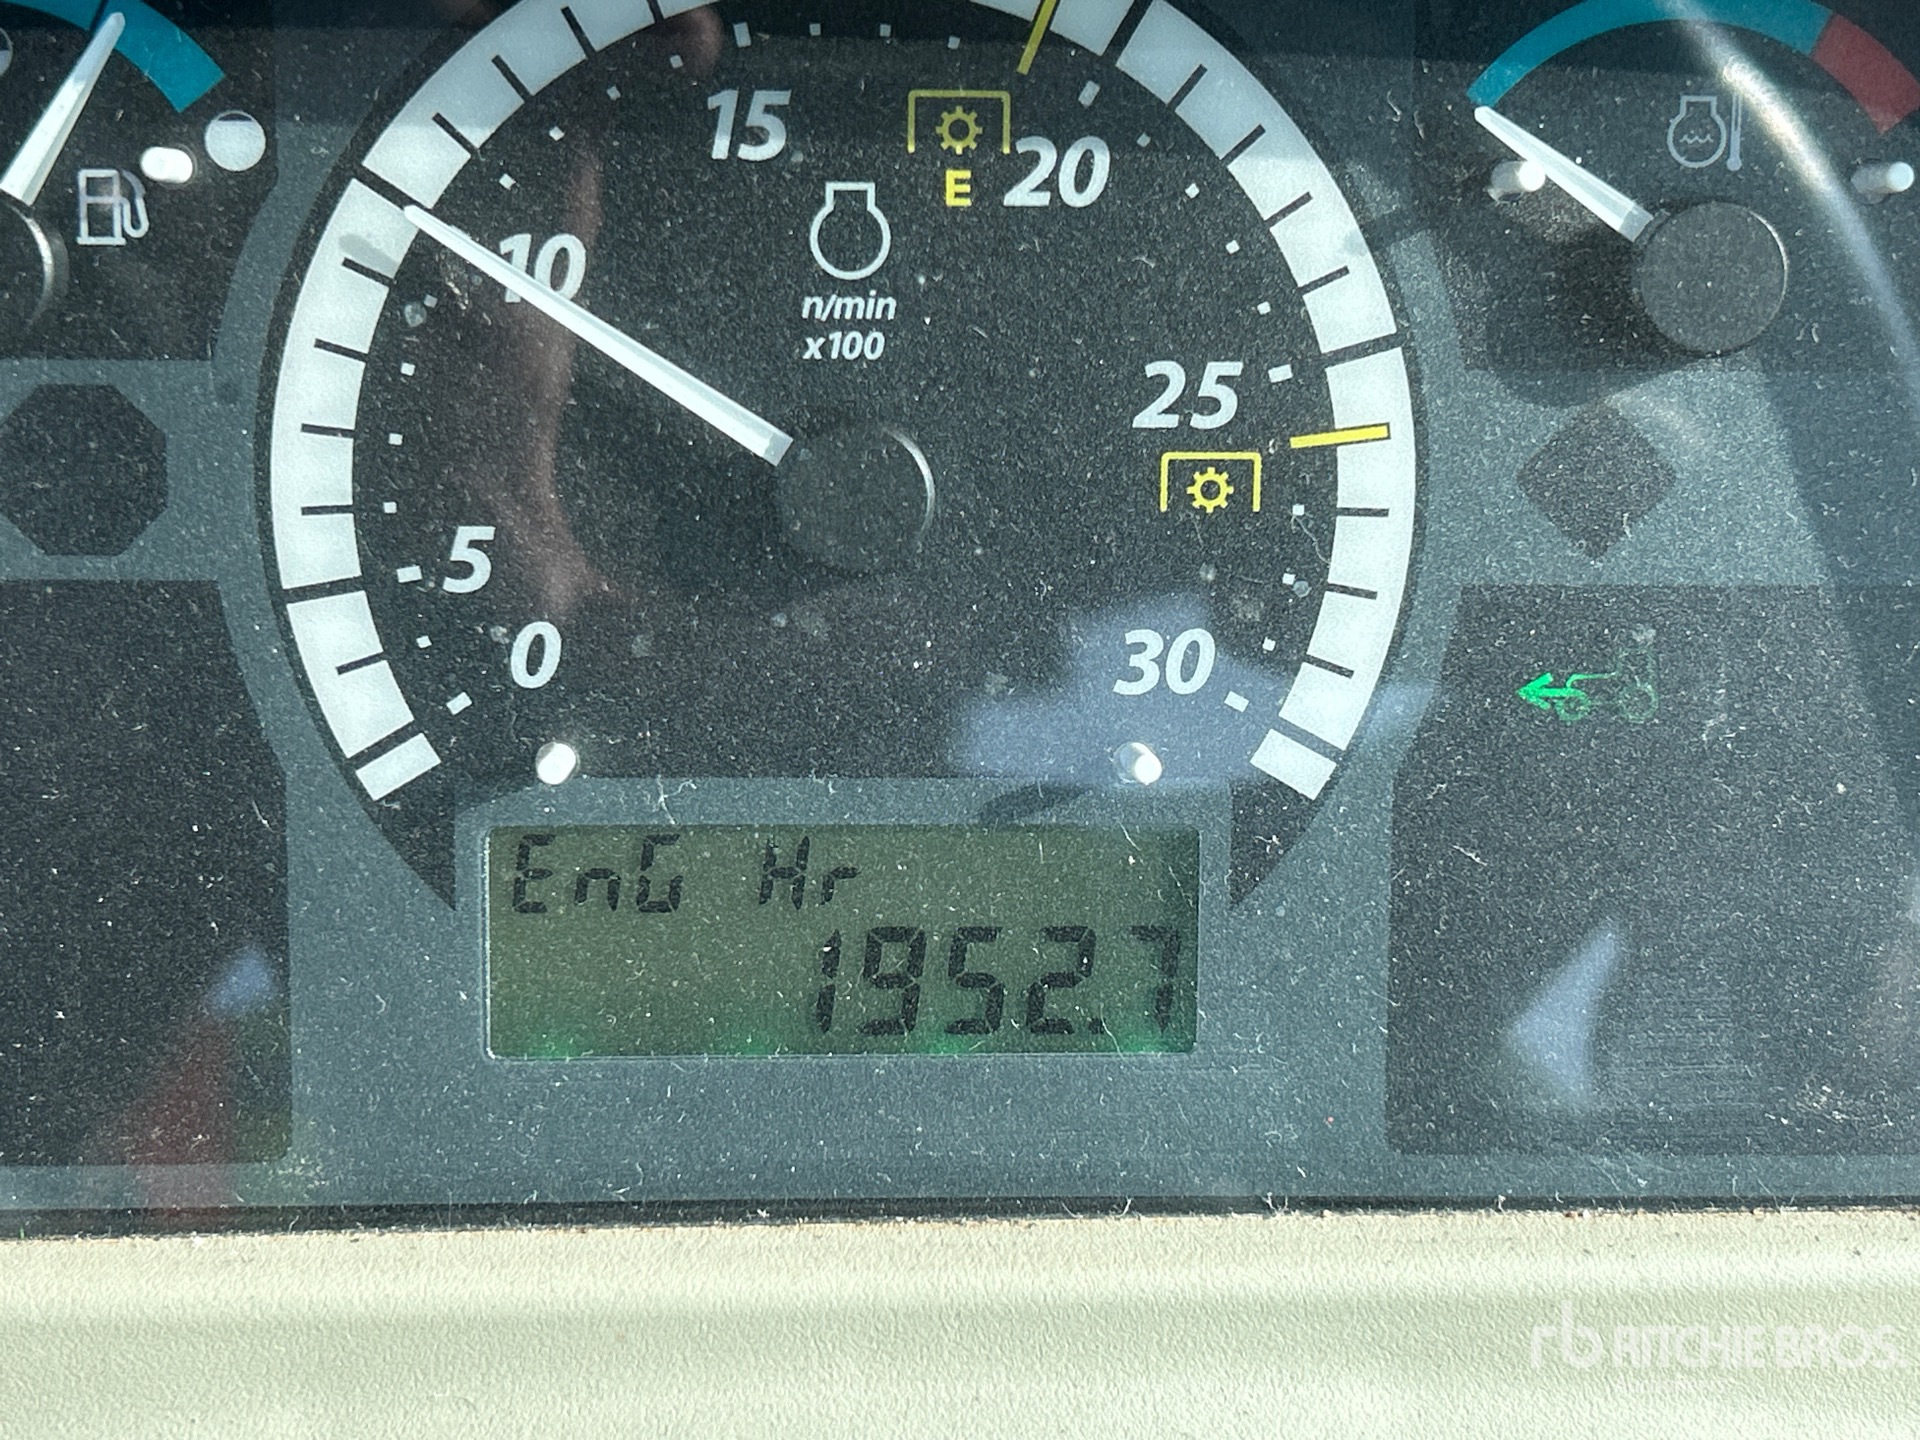 15
20
E
10
n/min
x100
25
5
0
30
EnG Hr
1952.7
rb RITCHIE BROS.